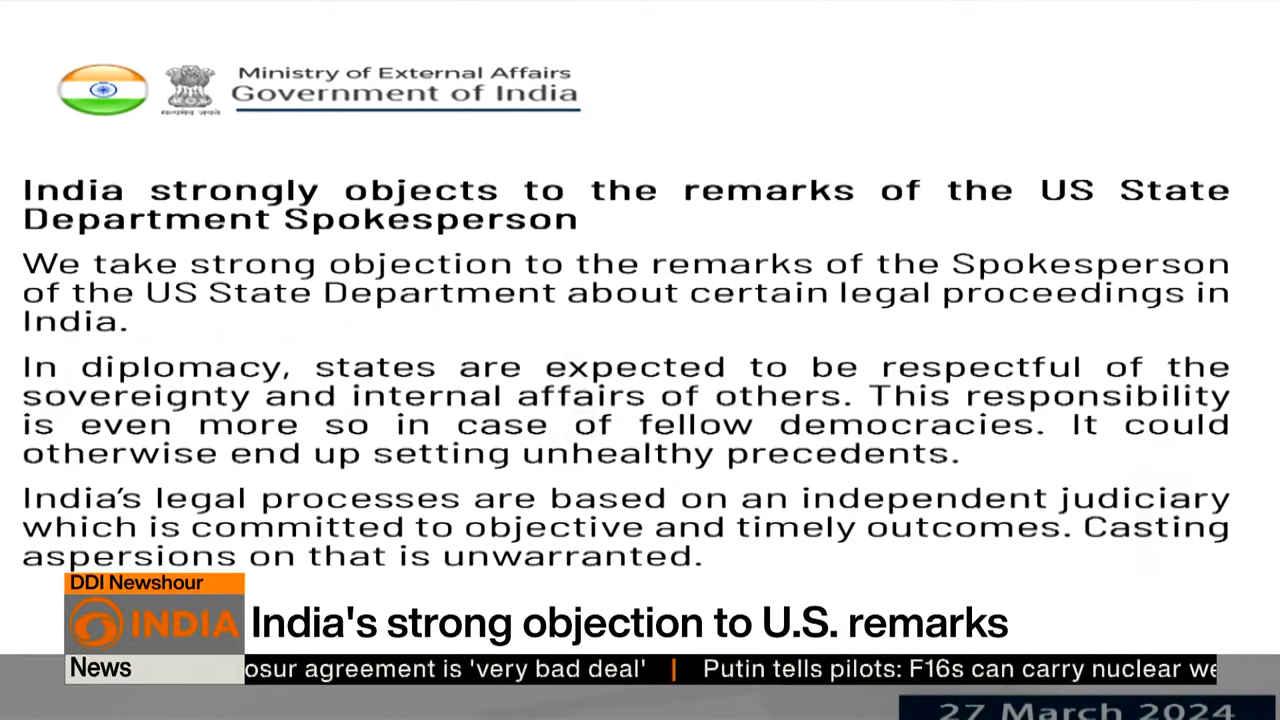 Ministry of External Affairs
Government of India
सत्यमेव जयते
India strongly objects to the remarks of the US State
Department Spokesperson
We take strong objection to the remarks of the Spokesperson
of the US State Department about certain legal proceedings in
India.
In diplomacy, states are expected to be respectful of the
sovereignty and internal affairs of others. This responsibility
is even more so in case of fellow democracies. It could
otherwise end up setting unhealthy precedents.
India's legal processes are based on an independent judiciary
which is committed to objective and timely outcomes. Casting
aspersions on that is unwarranted.
DDI Newshour
INDIA
India's strong objection to U.S. remarks
News
osur agreement is 'very bad deal' | Putin tells pilots: F16s can carry nuclear we
27 March 2024